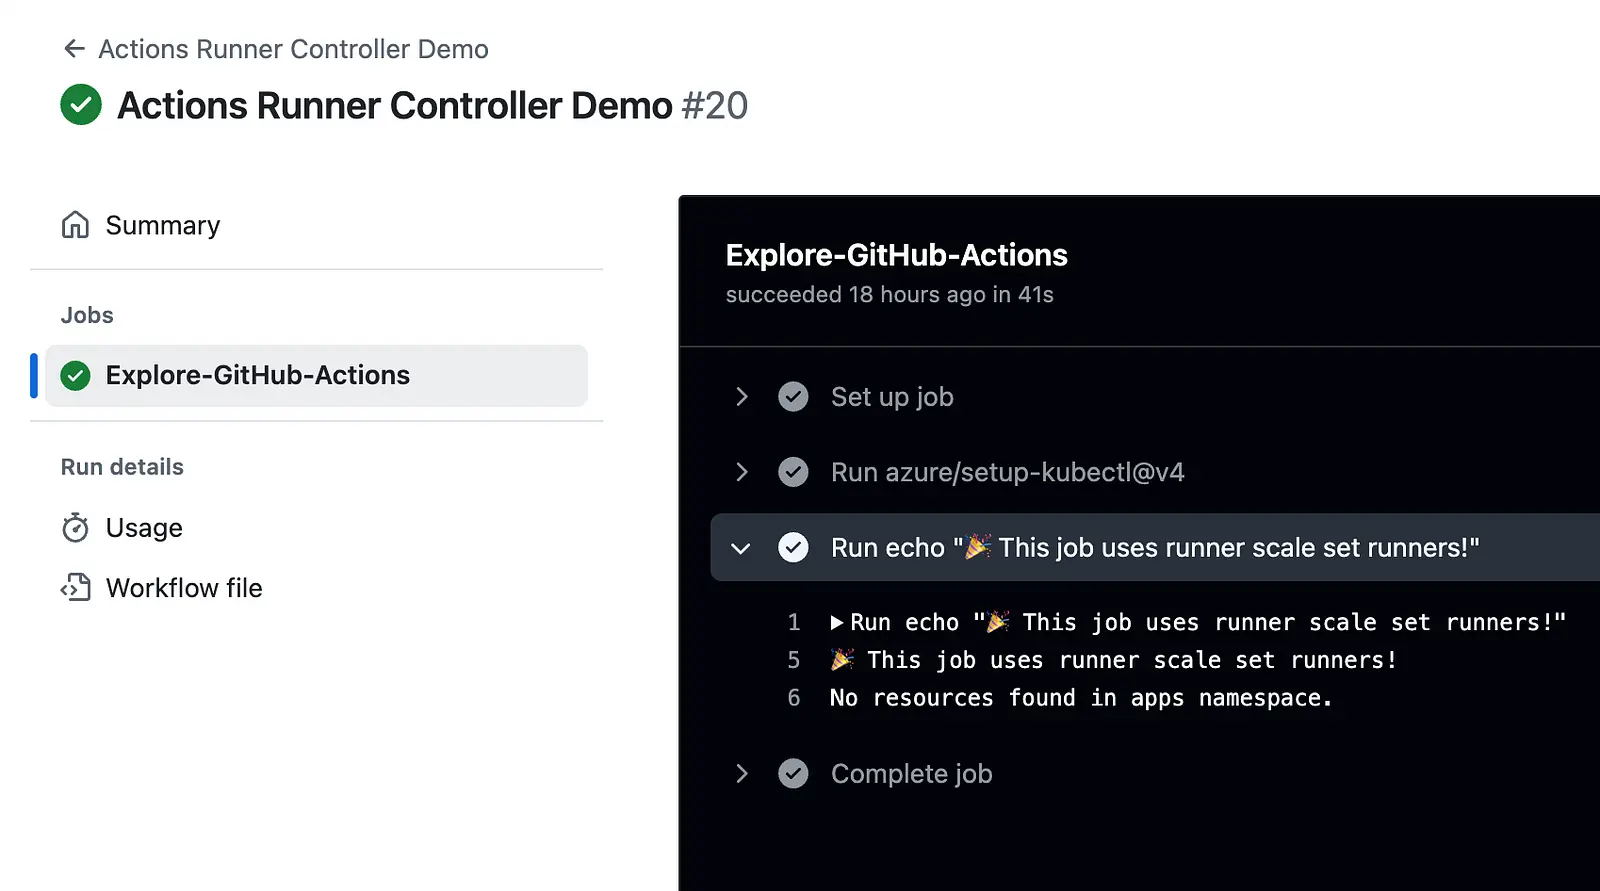 Actions Runner Controller Demo
Actions Runner Controller Demo #20
Summary
Jobs
Explore-GitHub-Actions
Run details
Usage
Workflow file
Explore-GitHub-Actions
succeeded 18 hours ago in 41s
Set up job
Run azure/setup-kubectl@v4
Run echo "🎉 This job uses runner scale set runners!"
1 ▶Run echo "🎉 This job uses runner scale set runners!"
5 🎉 This job uses runner scale set runners!
6 No resources found in apps namespace.
Complete job